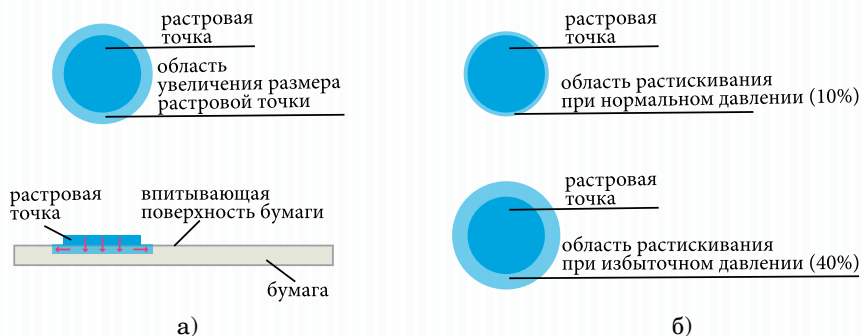 растровая
точка
область
увеличения размера
растровой точки
растровая
точка
впитывающая
поверхность бумаги
бумага
а)
растровая
точка
область растискивания
при нормальном давлении (10%)
растровая
точка
область растискивания
при избыточном давлении (40%)
б)